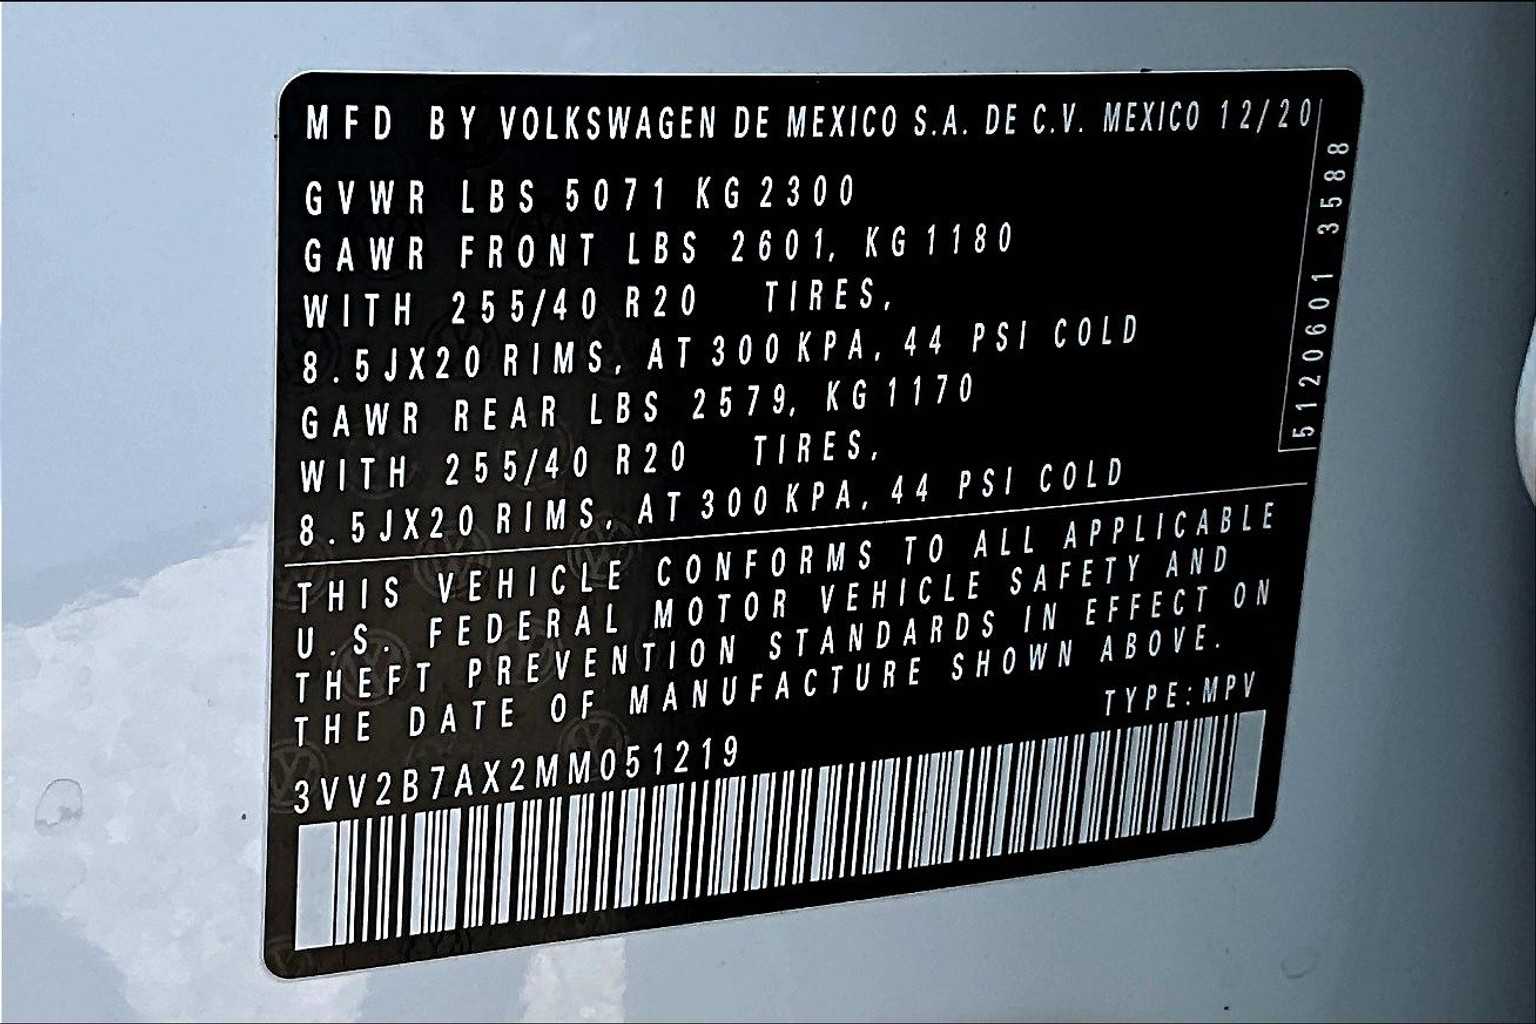 MFD BY VOLKSWAGEN DE MEXICO S.A. DE C.V. MEXICO 12/20
GVWR LBS 5071 KG 2300
GAWR FRONT LBS 2601, KG 1180
WITH 255/40 R20 TIRES,
8.5JX20 RIMS, AT 300 KPA, 44 PSI COLD
GAWR REAR LBS 2579, KG 1170
WITH 255/40 R20 TIRES,
8.5JX20 RIMS, AT 300 KPA, 44 PSI COLD
5120601 3588
THIS VEHICLE CONFORMS TO ALL APPLICABLE
U.S. FEDERAL MOTOR VEHICLE SAFETY AND
THEFT PREVENTION STANDARDS IN EFFECT ON
THE DATE OF MANUFACTURE SHOWN ABOVE.
TYPE:MPV
3VV2B7AX2MM051219